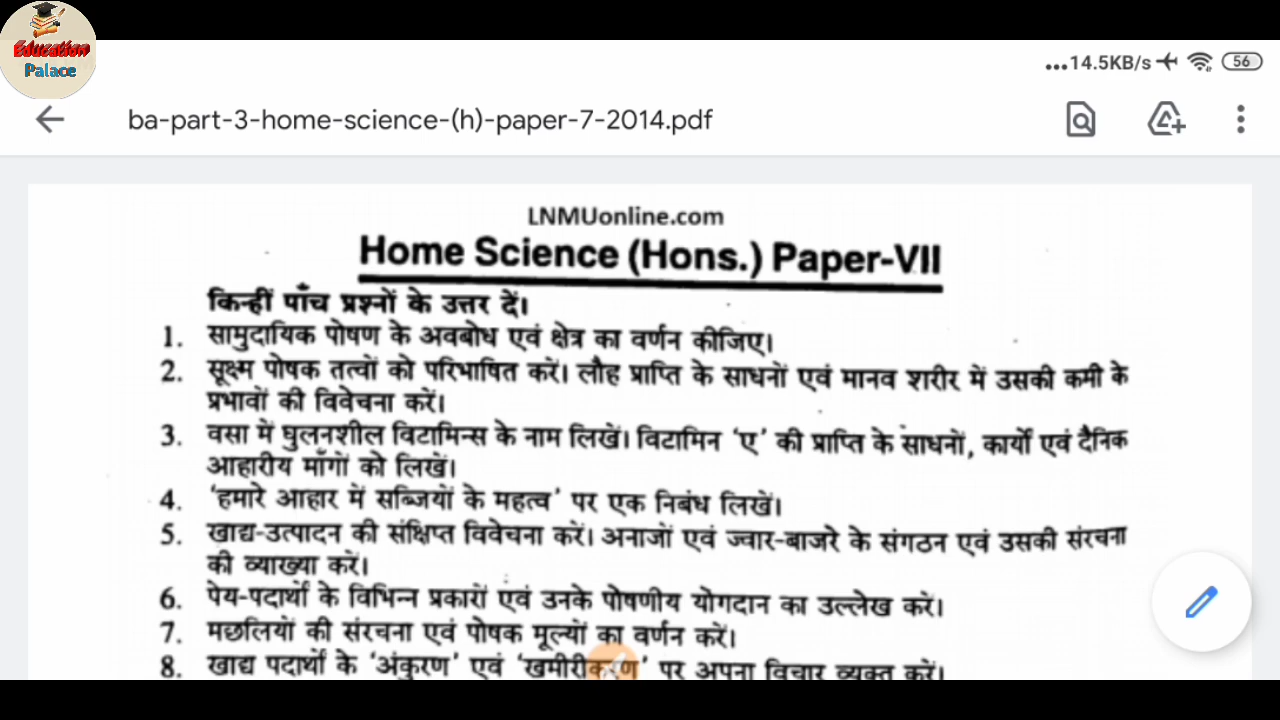 Education
Palace
...14.5KB/s 56
ba-part-3-home-science-(h)-paper-7-2014.pdf
LNMUonline.com
Home Science (Hons.) Paper-VII
किन्हीं पाँच प्रश्नों के उत्तर दें।
1. सामुदायिक पोषण के अवबोध एवं क्षेत्र का वर्णन कीजिए।
2. सूक्ष्म पोषक तत्वों को परिभाषित करें। लौह प्राप्ति के साधनों एवं मानव शरीर में उसकी कमी के
प्रभावों की विवेचना करें।
3. वसा में घुलनशील विटामिन्स के नाम लिखें। विटामिन ‘ए’ की प्राप्ति के साधनों, कार्यों एवं दैनिक
आहारीय माँगों को लिखें।
4. ‘हमारे आहार में सब्जियों के महत्व’ पर एक निबंध लिखें।
5. खाद्य-उत्पादन की संक्षिप्त विवेचना करें। अनाजों एवं ज्वार-बाजरे के संगठन एवं उसकी संरचना
की व्याख्या करें।
6. पेय-पदार्थों के विभिन्न प्रकारों एवं उनके पोषणीय योगदान का उल्लेख करें।
7. मछलियों की संरचना एवं पोषक मूल्यों का वर्णन करें।
8. खाद्य पदार्थों के ‘अंकुरण’ एवं ‘खमीरीकरण’ पर अपना विचार व्यक्त करें।